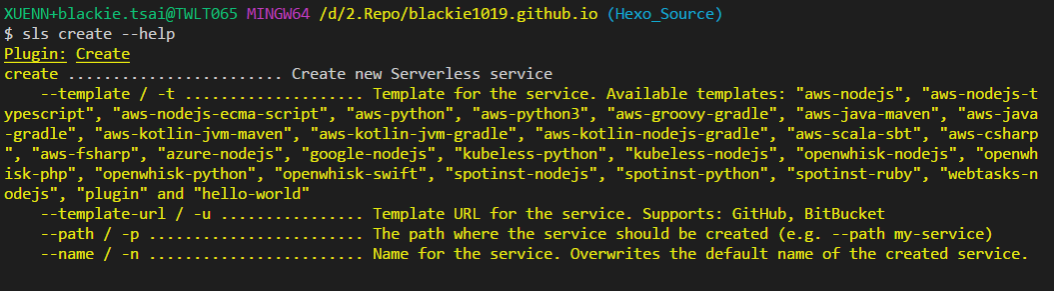 XUENN+blackie.tsai@TWLT065 MINGW64 /d/2.Repo/blackie1019.github.io (Hexo_Source)
$ sls create --help
Plugin: Create
create ........................ Create new Serverless service
    --template / -t .................... Template for the service. Available templates: "aws-nodejs", "aws-nodejs-t
ypescript", "aws-nodejs-ecma-script", "aws-python", "aws-python3", "aws-groovy-gradle", "aws-java-maven", "aws-java
-gradle", "aws-kotlin-jvm-maven", "aws-kotlin-jvm-gradle", "aws-kotlin-nodejs-gradle", "aws-scala-sbt", "aws-csharp
", "aws-fsharp", "azure-nodejs", "google-nodejs", "kubeless-python", "kubeless-nodejs", "openwhisk-nodejs", "openwh
isk-php", "openwhisk-python", "openwhisk-swift", "spotinst-nodejs", "spotinst-python", "spotinst-ruby", "webtasks-n
odejs", "plugin" and "hello-world"
    --template-url / -u ................ Template URL for the service. Supports: GitHub, BitBucket
    --path / -p ........................ The path where the service should be created (e.g. --path my-service)
    --name / -n ........................ Name for the service. Overwrites the default name of the created service.